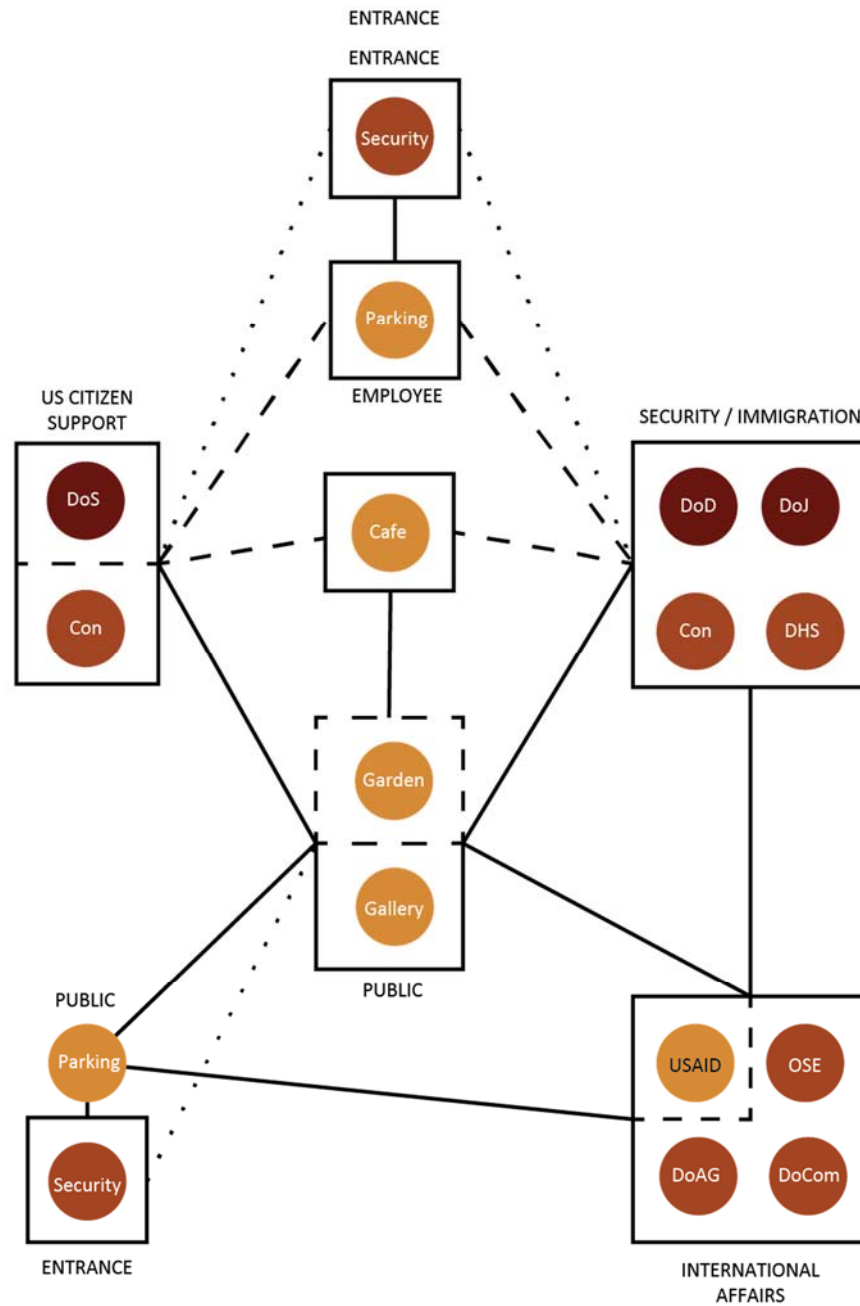 ENTRANCE
ENTRANCE
Security
Parking
EMPLOYEE
US CITIZEN
SUPPORT
DoS
Con
Cafe
SECURITY / IMMIGRATION
DoD
DoJ
Con
DHS
Garden
Gallery
PUBLIC
PUBLIC
Parking
Security
ENTRANCE
USAID
OSE
DoAG
DoCom
INTERNATIONAL
AFFAIRS